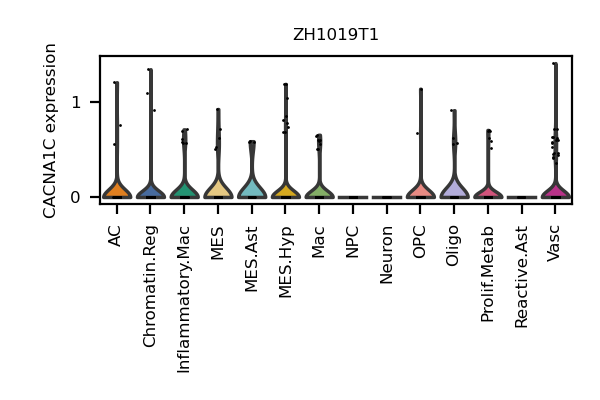 ZH1019T1
CACNA1C expression
1
0
AC
Chromatin.Reg
Inflammatory.Mac
MES
MES.Ast
MES.Hyp
Mac
NPC
Neuron
OPC
Oligo
Prolif.Metab
Reactive.Ast
Vasc